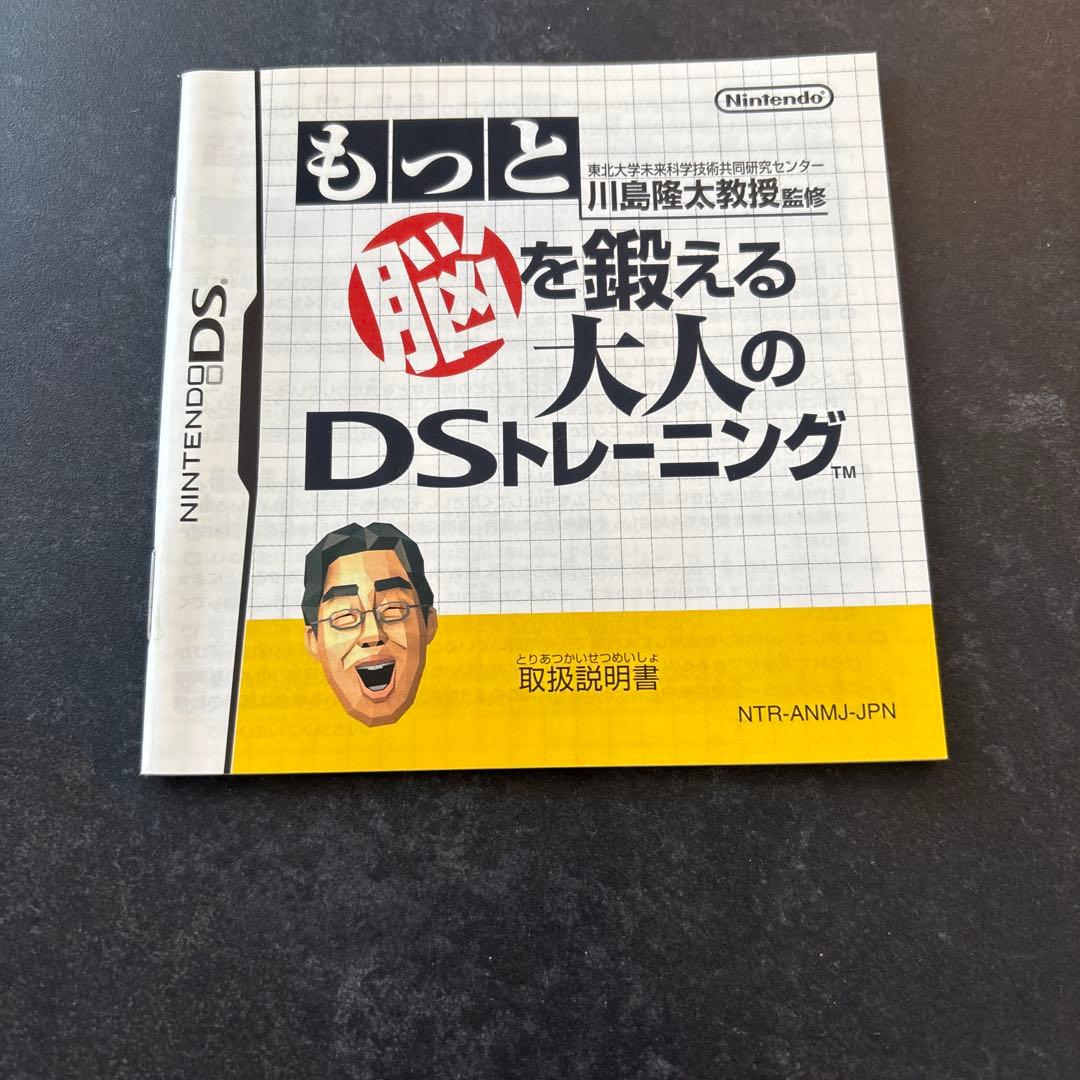 Nintendo®
もっと
東北大学未来科学技術共同研究センター
川島隆太教授監修
脳を鍛える
大人の
DSトレーニング™
NINTENDO DS®
とりあつかいせつめいしょ
取扱説明書
NTR-ANMJ-JPN